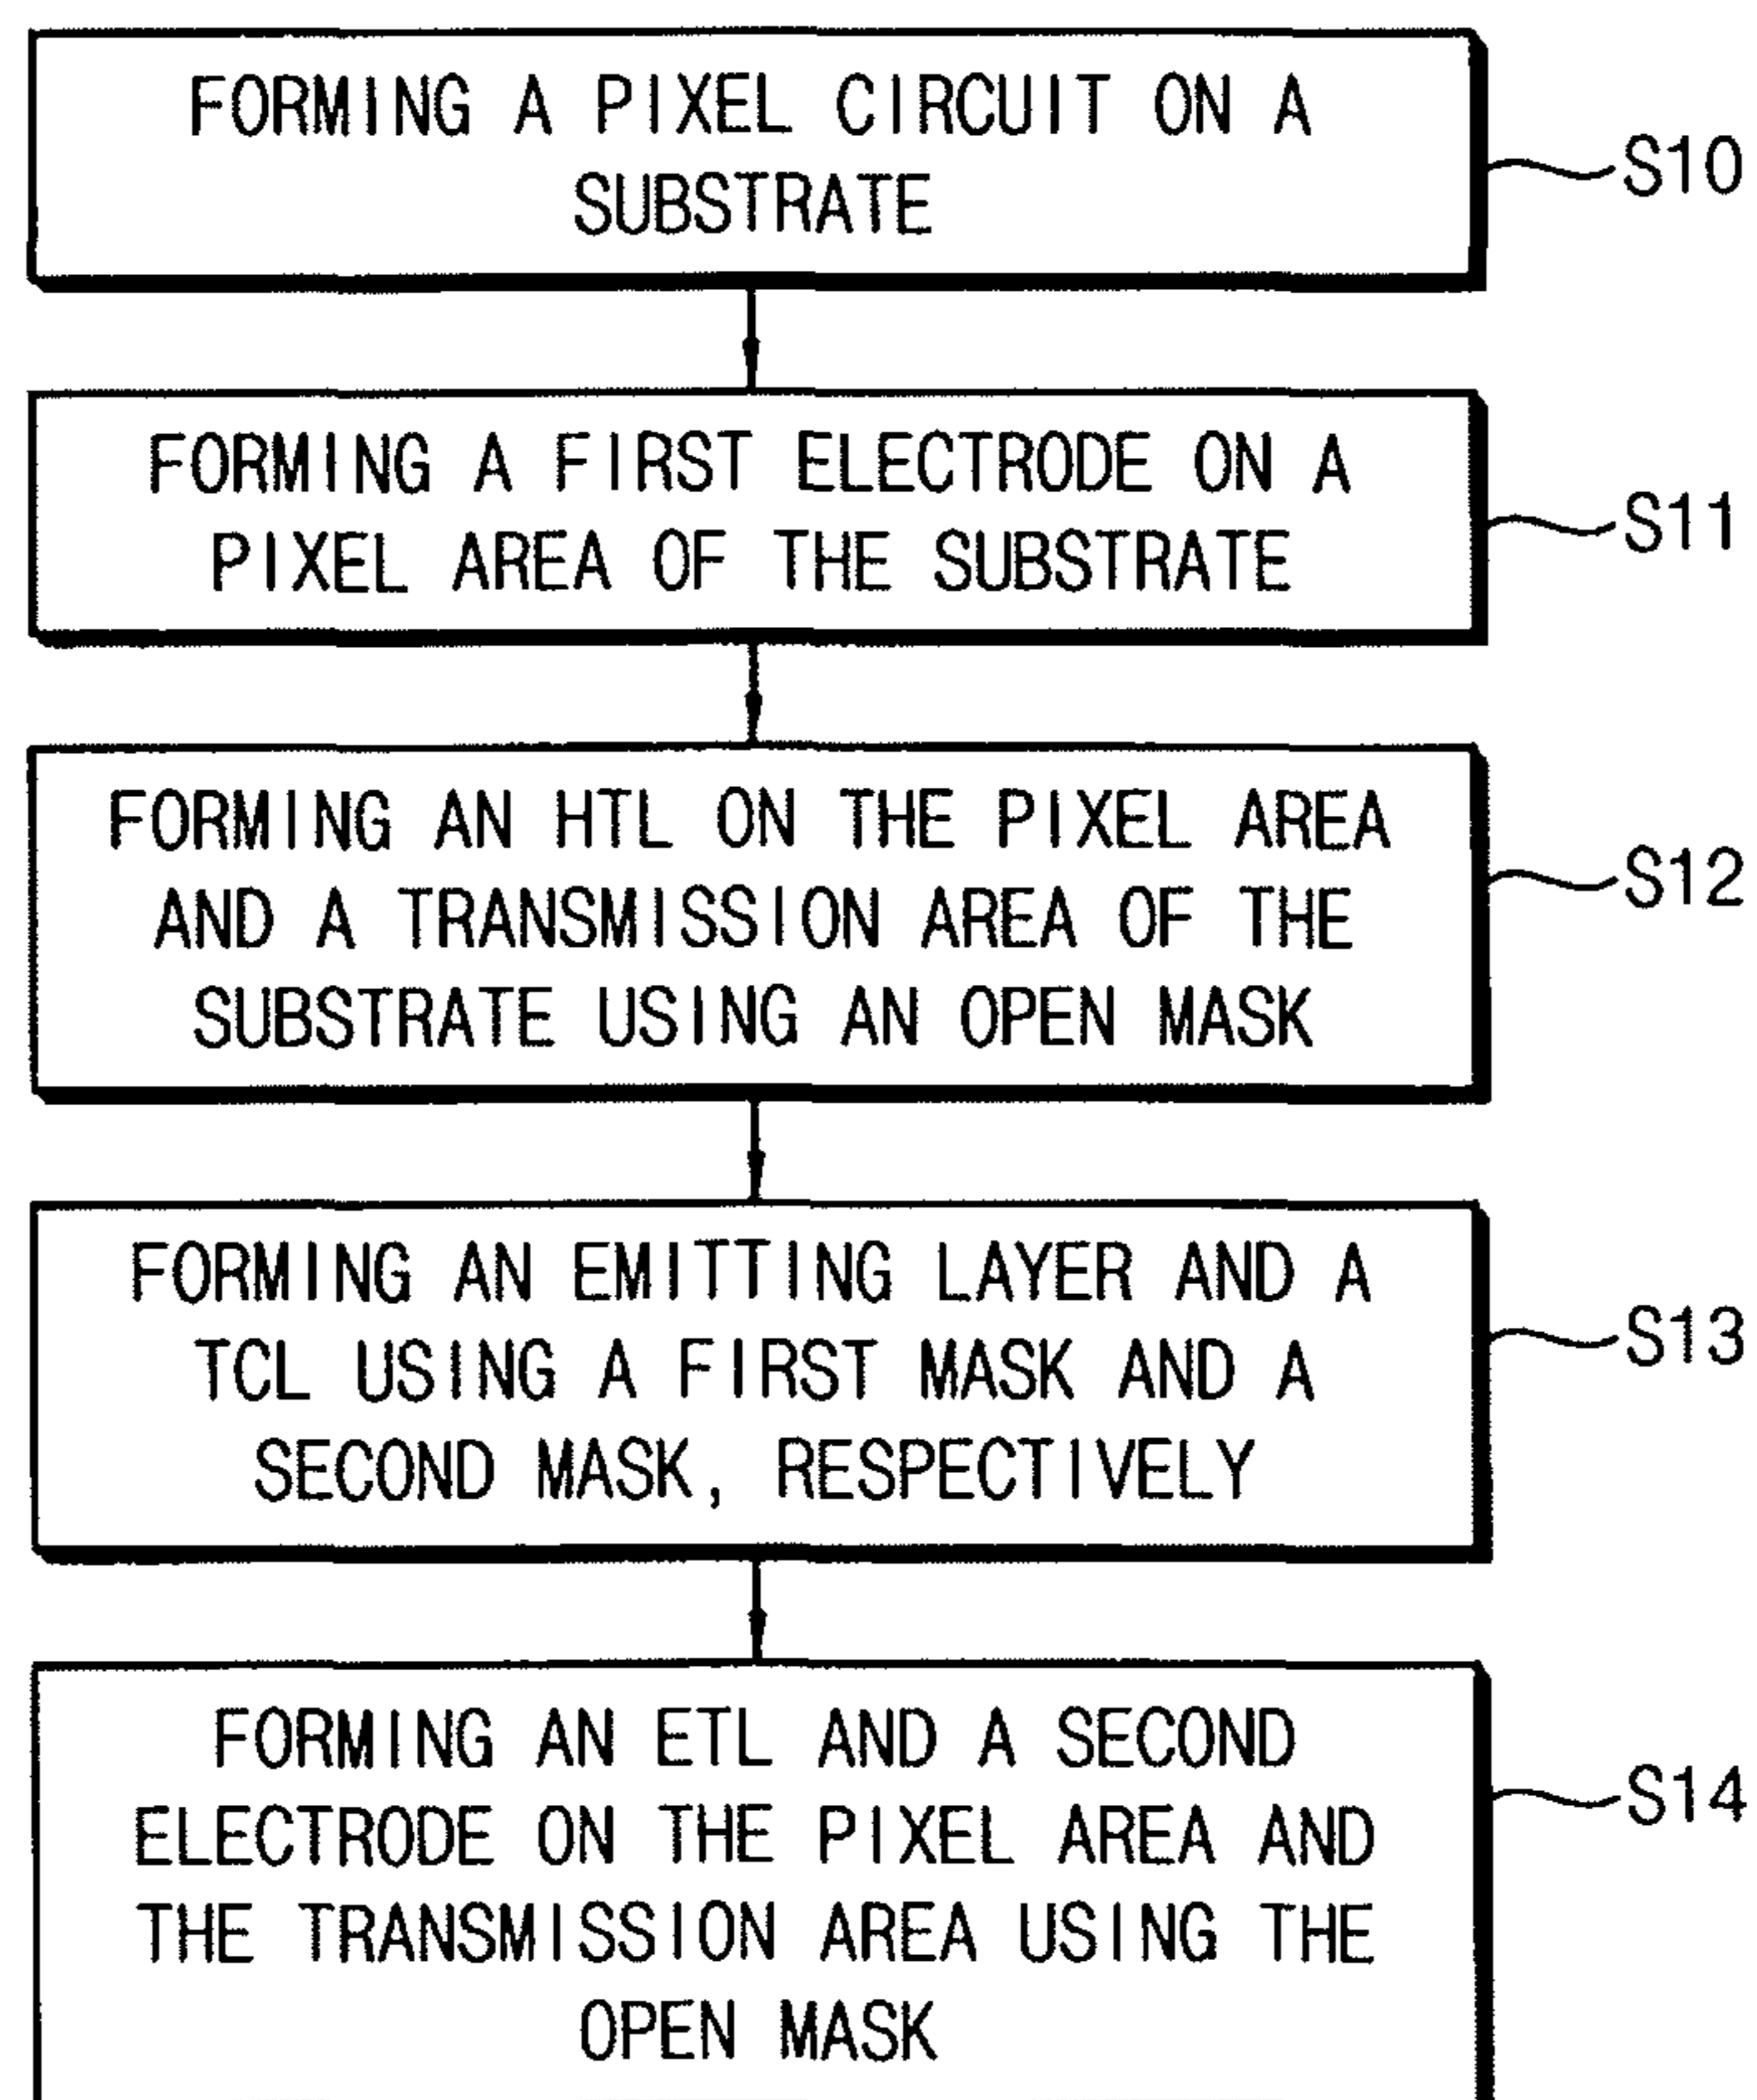 FORMING A PIXEL CIRCUIT ON A
SUBSTRATE
S10
FORMING A FIRST ELECTRODE ON A
PIXEL AREA OF THE SUBSTRATE
S11
FORMING AN HTL ON THE PIXEL AREA
AND A TRANSMISSION AREA OF THE
SUBSTRATE USING AN OPEN MASK
S12
FORMING AN EMITTING LAYER AND A
TCL USING A FIRST MASK AND A
SECOND MASK, RESPECTIVELY
S13
FORMING AN ETL AND A SECOND
ELECTRODE ON THE PIXEL AREA AND
THE TRANSMISSION AREA USING THE
OPEN MASK
S14